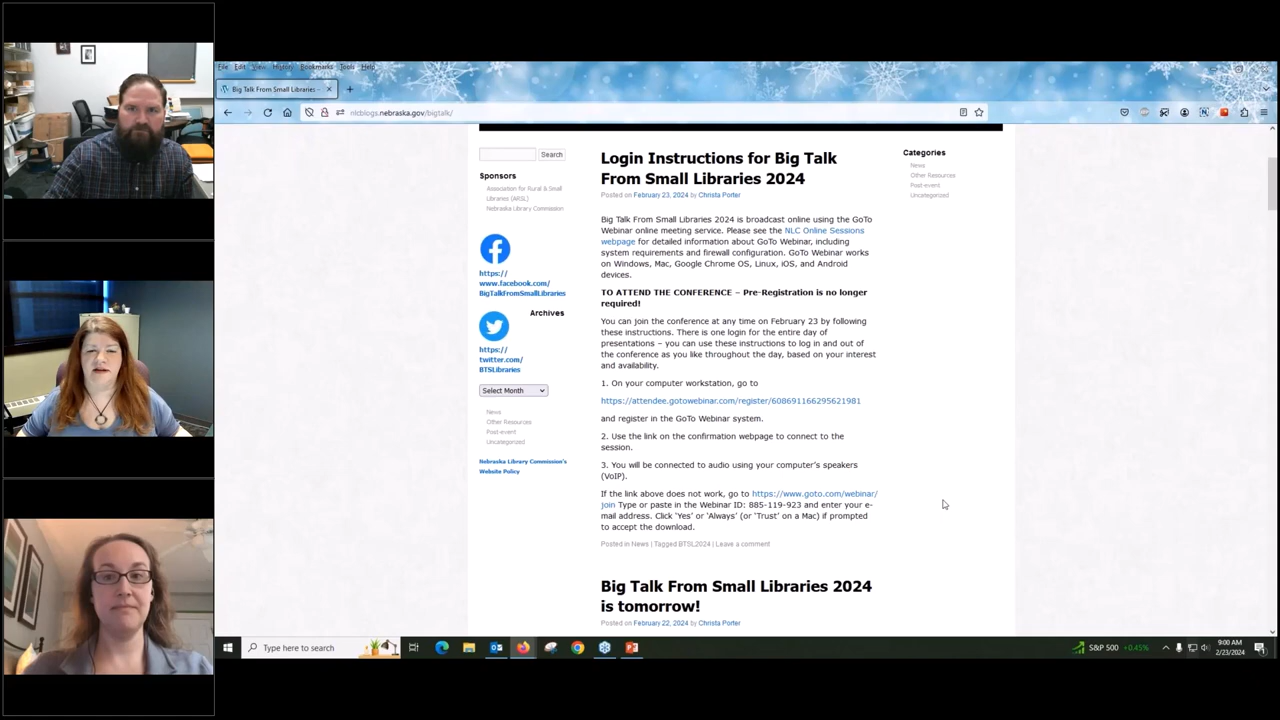 File Edit View History Bookmarks Tools Help
Big Talk From Small Libraries –
nlcblogs.nebraska.gov/bigtalk/
Search
Sponsors
Association for Rural & Small
Libraries (ARSL)
Nebraska Library Commission
https://
www.facebook.com/
BigTalkFromSmallLibraries
Archives
https://
twitter.com/
BTSLibraries
Select Month
News
Other Resources
Post-event
Uncategorized
Nebraska Library Commission's
Website Policy
Login Instructions for Big Talk
From Small Libraries 2024
Posted on February 23, 2024 by Christa Porter
Big Talk From Small Libraries 2024 is broadcast online using the GoTo
Webinar online meeting service. Please see the NLC Online Sessions
webpage for detailed information about GoTo Webinar, including
system requirements and firewall configuration. GoTo Webinar works
on Windows, Mac, Google Chrome OS, Linux, iOS, and Android
devices.
TO ATTEND THE CONFERENCE – Pre-Registration is no longer
required!
You can join the conference at any time on February 23 by following
these instructions. There is one login for the entire day of
presentations – you can use these instructions to log in and out of
the conference as you like throughout the day, based on your interest
and availability.
1. On your computer workstation, go to
https://attendee.gotowebinar.com/register/608691166295621981
and register in the GoTo Webinar system.
2. Use the link on the confirmation webpage to connect to the
session.
3. You will be connected to audio using your computer's speakers
(VoIP).
If the link above does not work, go to https://www.goto.com/webinar/
join Type or paste in the Webinar ID: 885-119-923 and enter your e-
mail address. Click 'Yes' or 'Always' (or 'Trust' on a Mac) if prompted
to accept the download.
Posted in News | Tagged BTSL2024 | Leave a comment
Big Talk From Small Libraries 2024
is tomorrow!
Posted on February 22, 2024 by Christa Porter
Categories
News
Other Resources
Post-event
Uncategorized
Type here to search
S&P 500 +0.45%
9:00 AM
2/23/2024